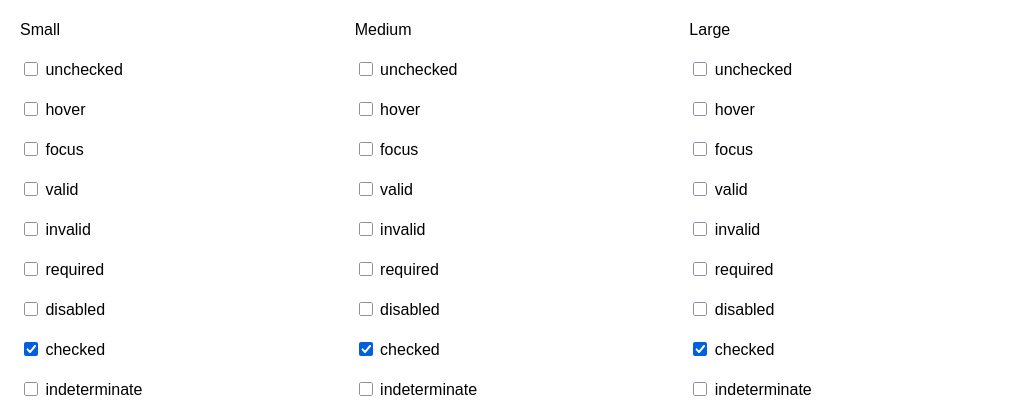 Small
unchecked
hover
focus
valid
invalid
required
disabled
checked
indeterminate
Medium
unchecked
hover
focus
valid
invalid
required
disabled
checked
indeterminate
Large
unchecked
hover
focus
valid
invalid
required
disabled
checked
indeterminate